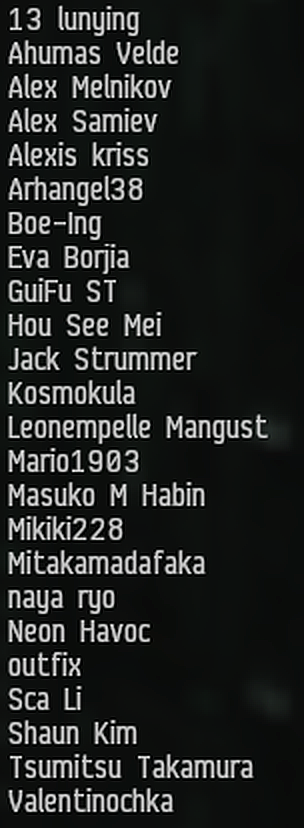 13 lunying
Ahumas Velde
Alex Melnikov
Alex Samiev
Alexis kriss
Arhangel38
Boe-Ing
Eva Borjia
GuiFu ST
Hou See Mei
Jack Strummer
Kosmokula
Leonempelle Mangust
Mario1903
Masuko M Habin
Mikiki228
Mitakamadafaka
naya ryo
Neon Havoc
outfix
Sca Li
Shaun Kim
Tsumitsu Takamura
Valentinochka